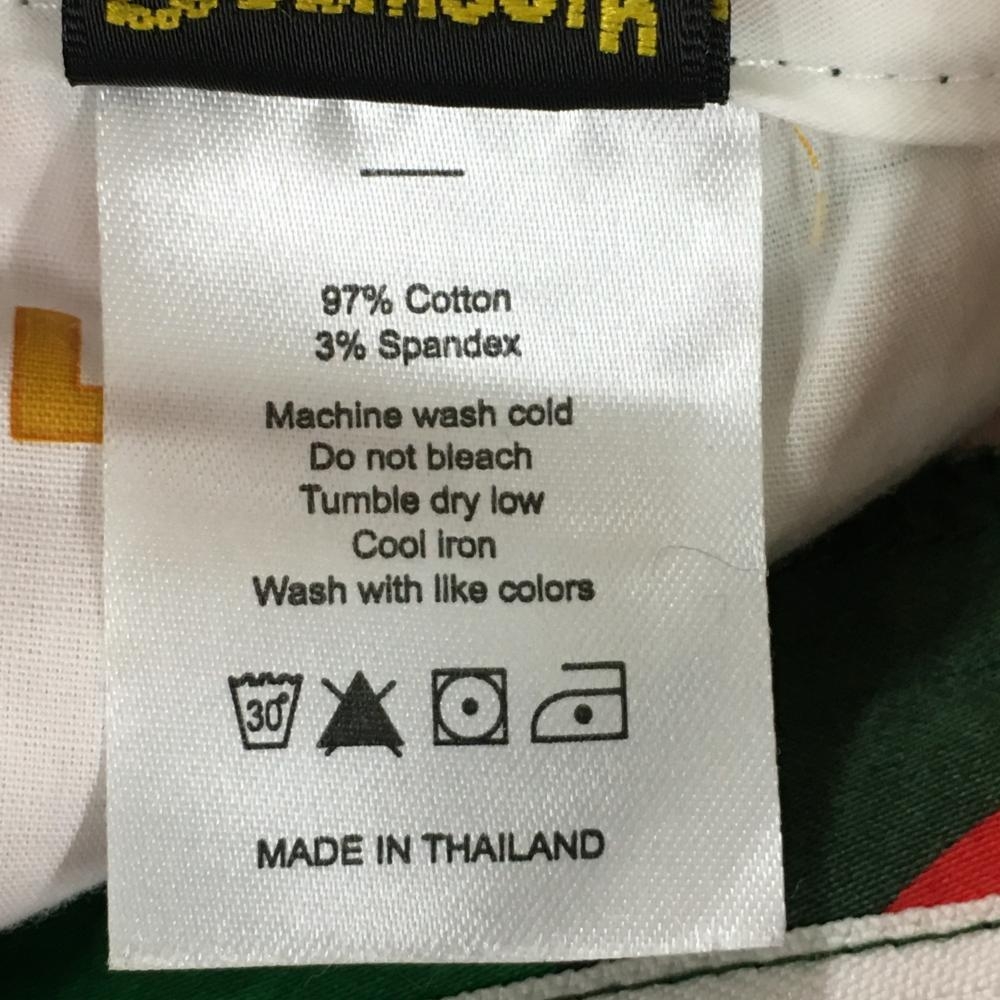 97% Cotton
3% Spandex
Machine wash cold
Do not bleach
Tumble dry low
Cool iron
Wash with like colors
30°
MADE IN THAILAND